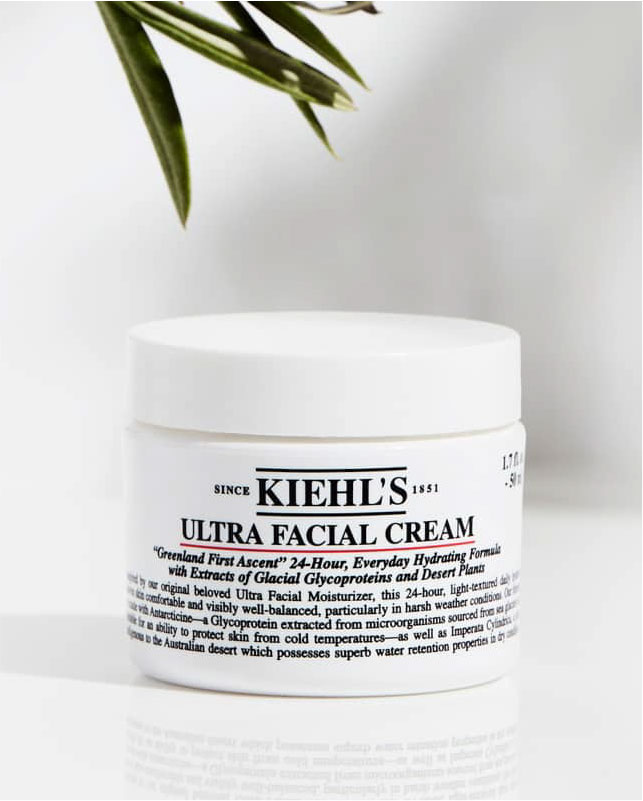 1.7 fl.
SINCE KIEHL'S 1851
ULTRA FACIAL CREAM
"Greenland First Ascent" 24-Hour, Everyday Hydrating Formula
with Extracts of Glacial Glycoproteins and Desert Plants
by our original beloved Ultra Facial Moisturizer, this 24-hour, light-textured daily
skin comfortable and visibly well-balanced, particularly in harsh weather conditions. Our
with Antarcticine—a Glycoprotein extracted from microorganisms sourced from sea
for an ability to protect skin from cold temperatures—as well as Imperata Cylindrica,
to the Australian desert which possesses superb water retention properties in dry